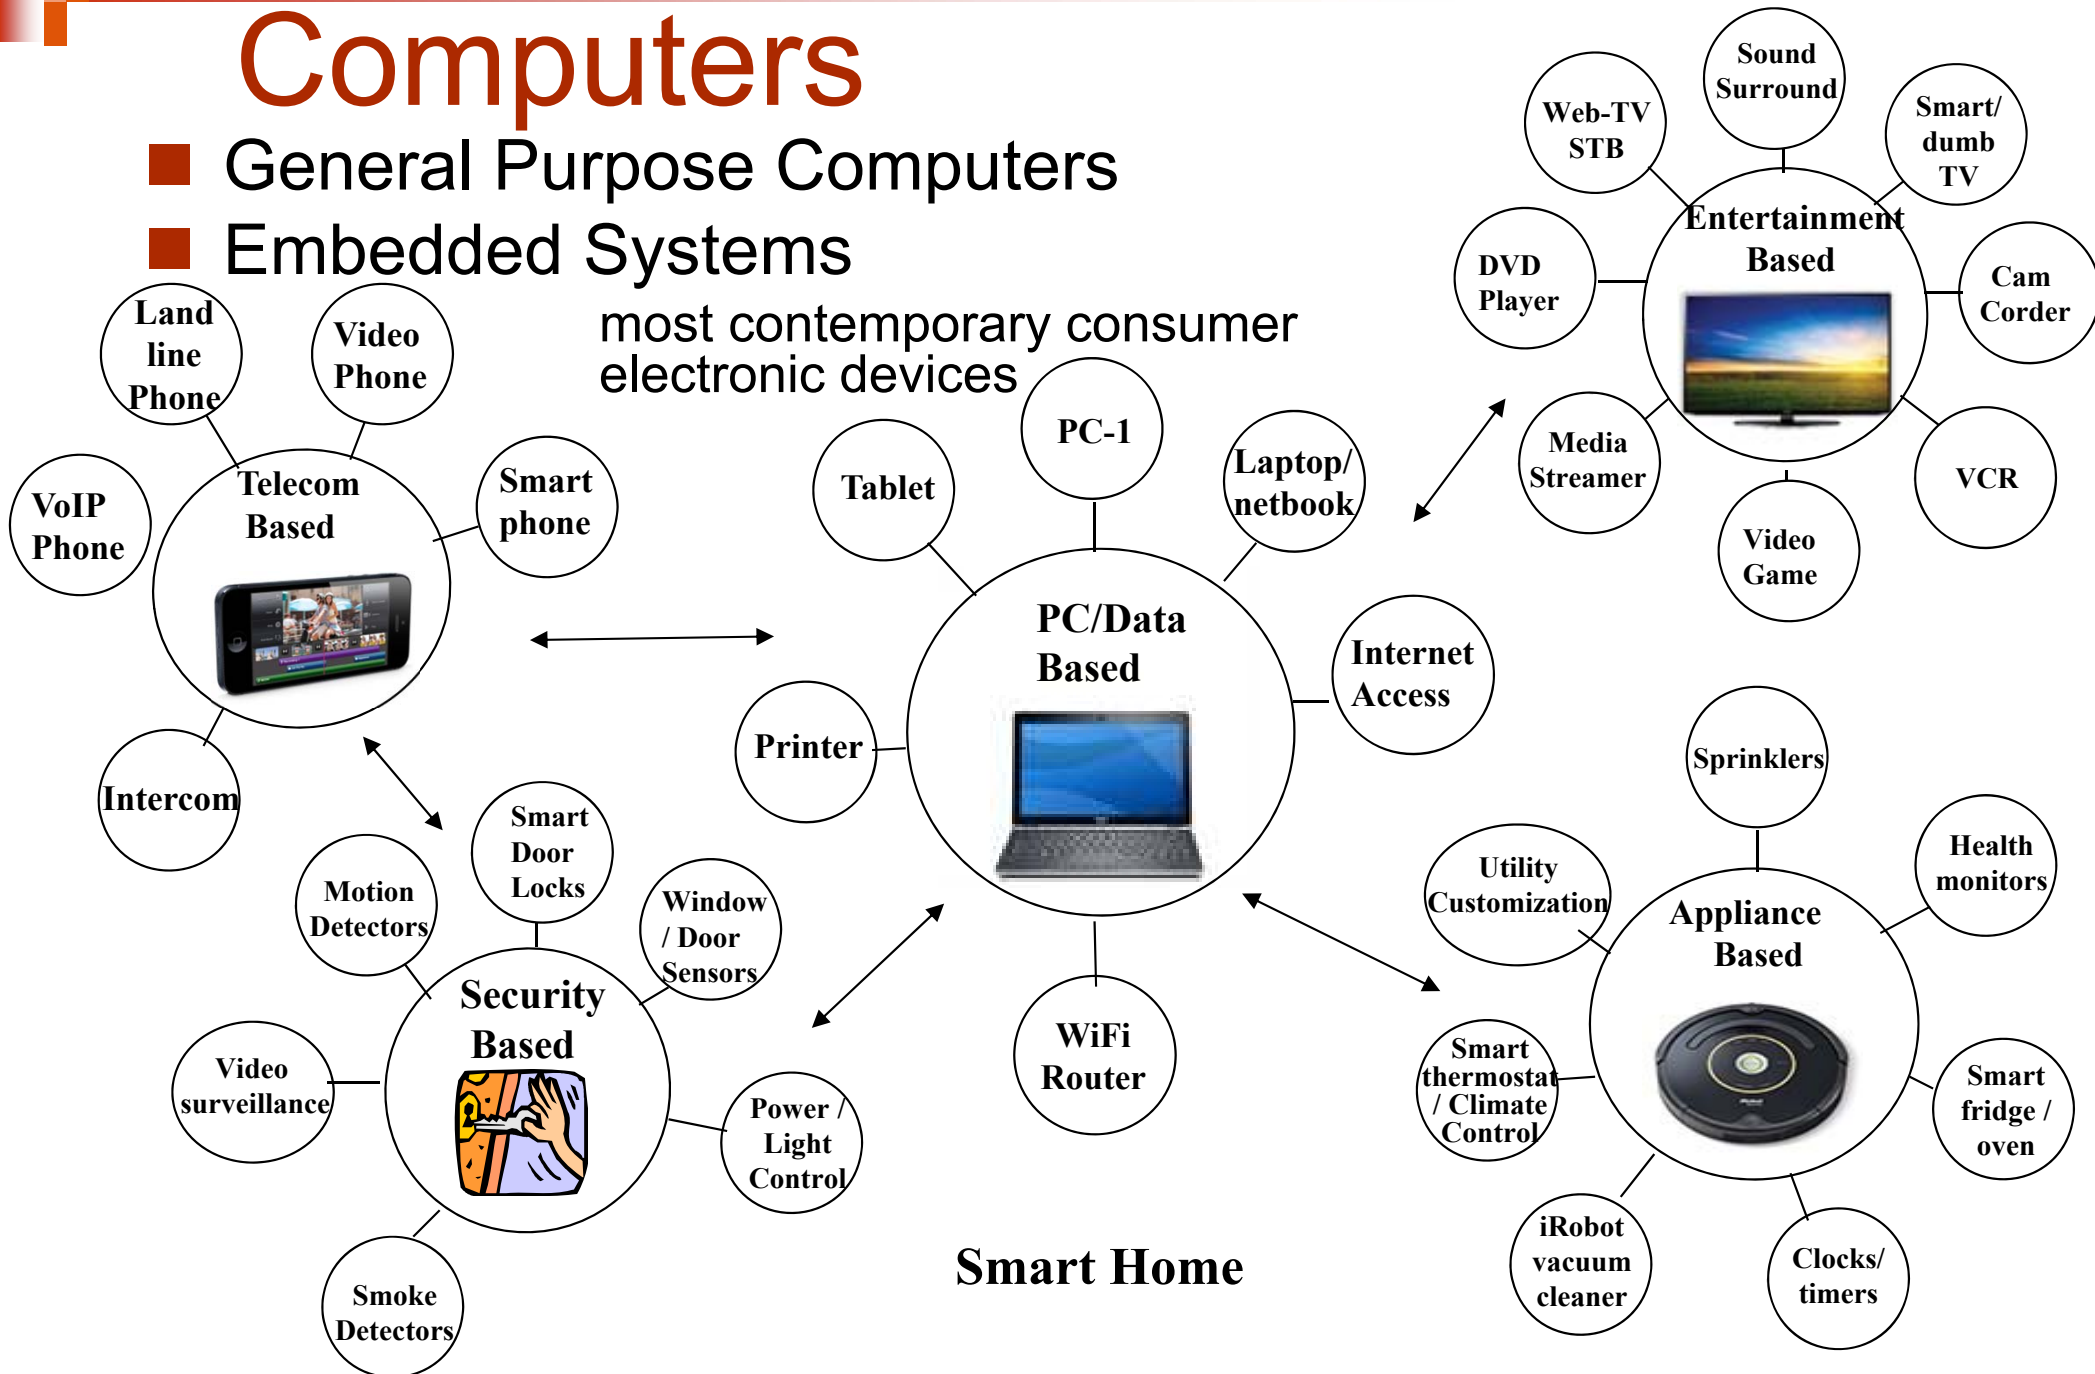 Computers
General Purpose Computers
Embedded Systems
most contemporary consumer
electronic devices
Land
line
Phone
Video
Phone
VoIP
Phone
Smart
phone
Telecom
Based
Intercom
Tablet
PC-1
Laptop/
netbook
PC/Data
Based
Internet
Access
Printer
WiFi
Router
Sound
Surround
Web-TV
STB
Smart/
dumb
TV
Entertainment
Based
DVD
Player
Cam
Corder
Media
Streamer
VCR
Video
Game
Smart
Door
Locks
Motion
Detectors
Window
/ Door
Sensors
Security
Based
Video
surveillance
Power /
Light
Control
Smoke
Detectors
Sprinklers
Utility
Customization
Health
monitors
Appliance
Based
Smart
thermostat
/ Climate
Control
Smart
fridge /
oven
iRobot
vacuum
cleaner
Clocks/
timers
Smart Home